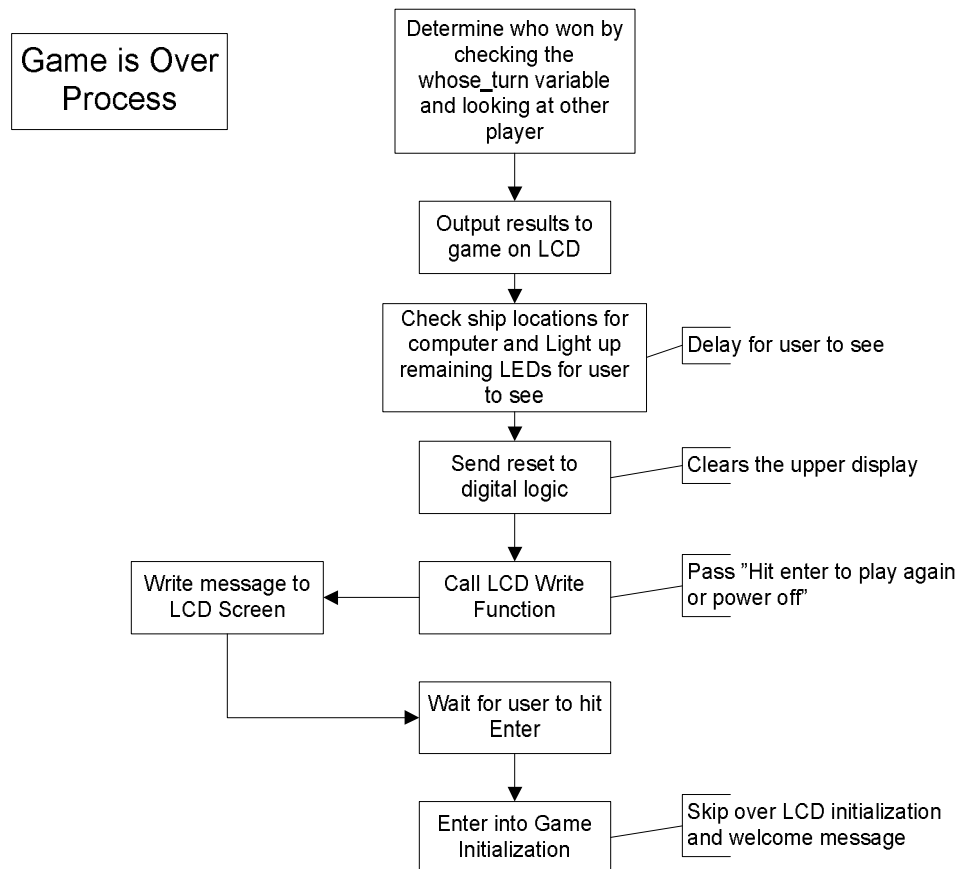 Game is Over
Process
Determine who won by
checking the
whose_turn variable
and looking at other
player
Output results to
game on LCD
Check ship locations for
computer and Light up
remaining LEDs for user
to see
Delay for user to see
Send reset to
digital logic
Clears the upper display
Write message to
LCD Screen
Call LCD Write
Function
Pass ”Hit enter to play again
or power off”
Wait for user to hit
Enter
Enter into Game
Initialization
Skip over LCD initialization
and welcome message